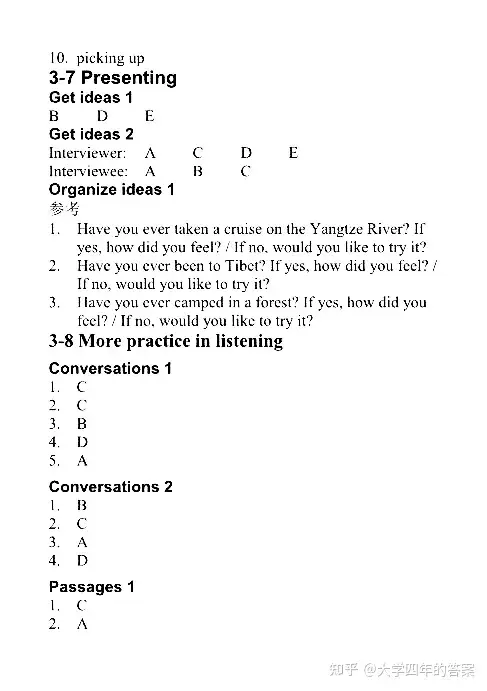 10. picking up
3-7 Presenting
Get ideas 1
B D E
Get ideas 2
Interviewer: A C D E
Interviewee: A B C
Organize ideas 1
参考
1. Have you ever taken a cruise on the Yangtze River? If
yes, how did you feel? / If no, would you like to try it?
2. Have you ever been to Tibet? If yes, how did you feel? /
If no, would you like to try it?
3. Have you ever camped in a forest? If yes, how did you
feel? / If no, would you like to try it?
3-8 More practice in listening
Conversations 1
1. C
2. C
3. B
4. D
5. A
Conversations 2
1. B
2. C
3. A
4. D
Passages 1
1. C
2. A
知乎 @大学四年的答案